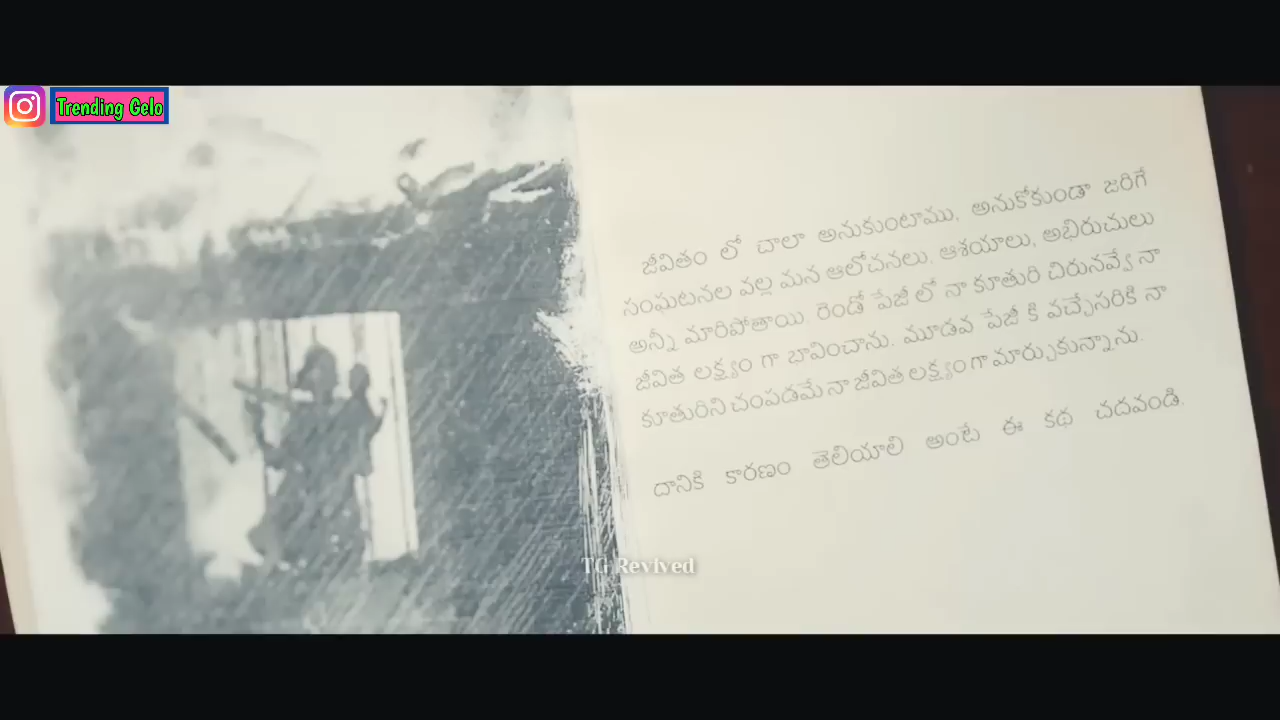 Trending Gelo
జీవితం లో చాలా అనుకుంటాము, అనుకోకుండా జరిగే
సంఘటనల వల్ల మన ఆలోచనలు, ఆశయాలు, అభిరుచులు
అన్నీ మారిపోతాయి. రెండో పేజీ లో నా కూతురి చిరునవ్వే నా
జీవిత లక్ష్యం గా భావించాను. మూడవ పేజీ కి వచ్చేసరికి నా
కూతురిని చంపడమే నా జీవిత లక్ష్యం గా మార్చుకున్నాను.
దానికి కారణం తెలియాలి అంటే ఈ కథ చదవండి.
TG Revived